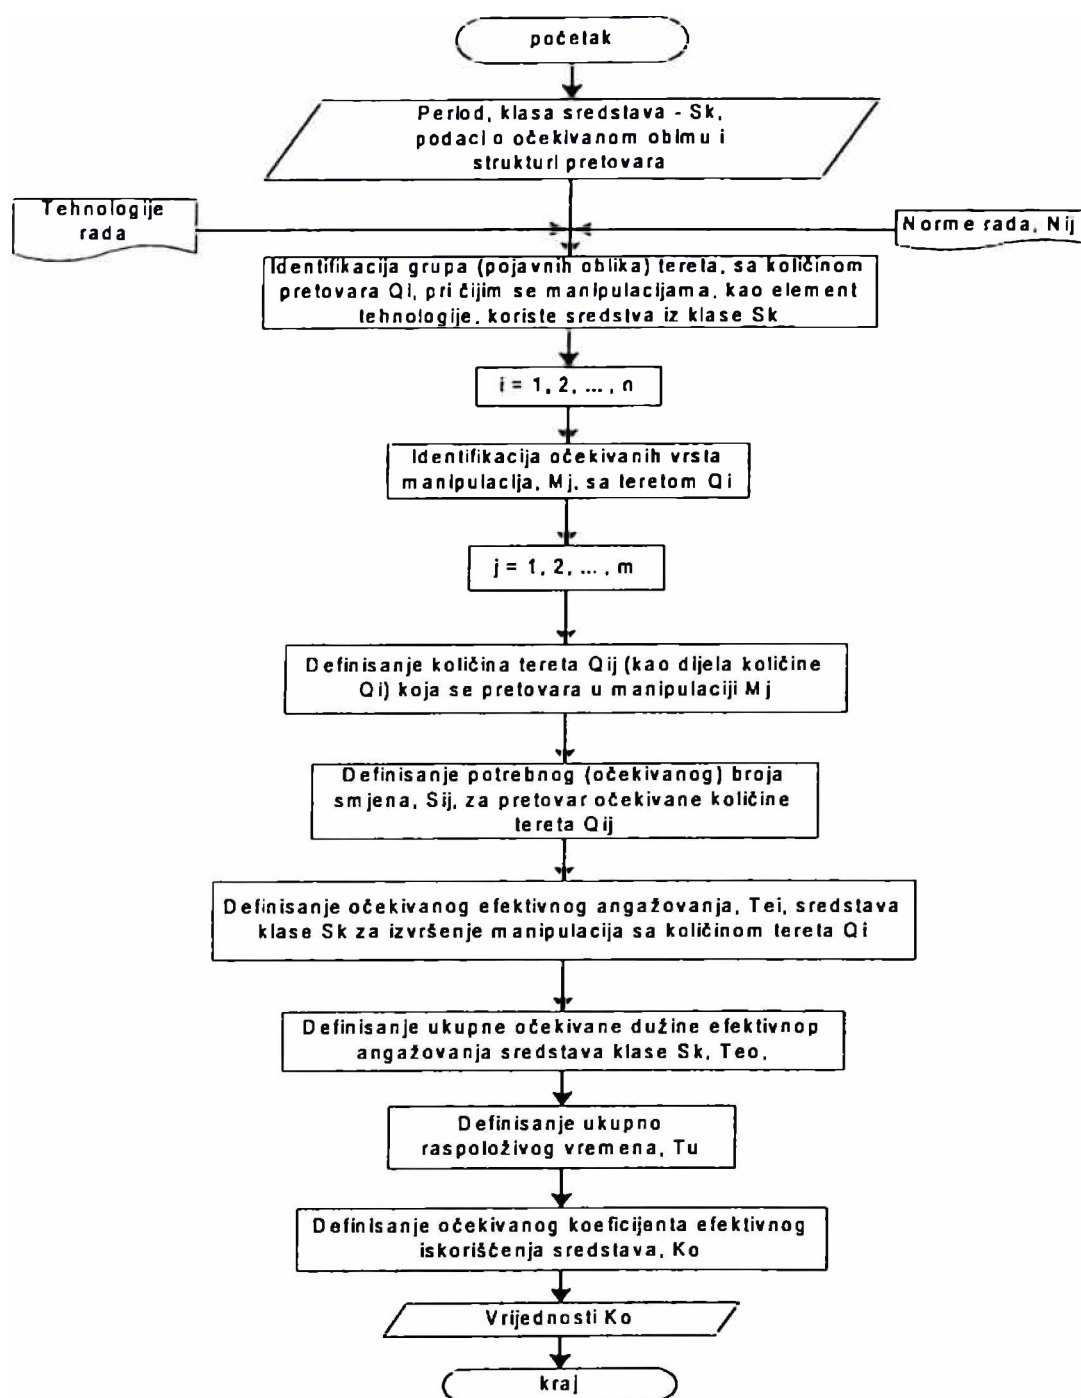 početak
Period, klasa sredstava - Sk,
podaci o očekivanom obimu i
strukturi pretovara
Tehnologije
rada
Norme rada, Nij
Identifikacija grupa (pojavnih oblika) tereta, sa količinom
pretovara Qi, pri čijim se manipulacijama, kao element
tehnologije, koriste sredstva iz klase Sk
i = 1, 2, ... , n
Identifikacija očekivanih vrsta
manipulacija, Mj, sa teretom Qi
j = 1, 2, ... , m
Definisanje količina tereta Qij (kao dijela količine
Qi) koja se pretovara u manipulaciji Mj
Definisanje potrebnog (očekivanog) broja
smjena, Sij, za pretovar očekivane količine
tereta Qij
Definisanje očekivanog efektivnog angažovanja, Tei, sredstava
klase Sk za izvršenje manipulacija sa količinom tereta Qi
Definisanje ukupne očekivane dužine efektivnop
angažovanja sredstava klase Sk, Teo,
Definisanje ukupno
raspoloživog vremena, Tu
Definisanje očekivanog koeficijenta efektivnog
iskorišćenja sredstava, Ko
Vrijednosti Ko
kraj